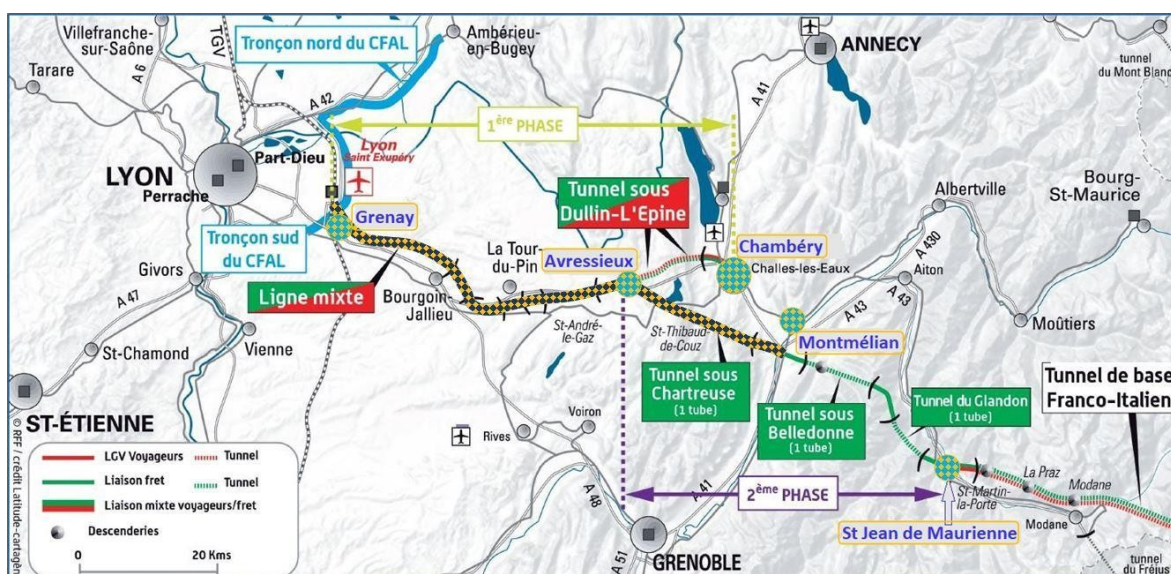 Villefranche-
sur-Saône
TGV
Tronçon nord du CFAL
Ambérieu-
en-Bugey
ANNECY
tunnel
du Mont Blanc
Tarare
A 6
A 42
A 41
1ère PHASE
Lyon
Saint Exupéry
Part-Dieu
LYON
Perrache
Grenay
Tunnel sous
Dullin-L'Epine
Albertville
Bourg-
St-Maurice
Tronçon sud
du CFAL
La Tour-
du-Pin
Avressieux
Chambéry
Challes-les-Eaux
A 430
Aiton
Givors
Ligne mixte
Bourgoin-
Jallieu
A 43
A 43
A 47
St-André-
le-Gaz
St-Thibaud-
de-Couz
Montmélian
Moûtiers
St-Chamond
Vienne
Tunnel sous
Chartreuse
(1 tube)
Tunnel sous
Belledonne
(1 tube)
Tunnel du Glandon
(1 tube)
Tunnel de base
Franco-Italien
ST-ÉTIENNE
Voiron
Rives
© RFF / crédit Latitude-cartagène
LGV Voyageurs
Tunnel
Liaison fret
Tunnel
Liaison mixte voyageurs/fret
Descenderies
0 20 Kms
A 48
A 41
2ème PHASE
La Praz
Modane
St-Martin-
la-Porte
Modane
St Jean de Maurienne
A 51
GRENOBLE
tunnel
du Fréjus